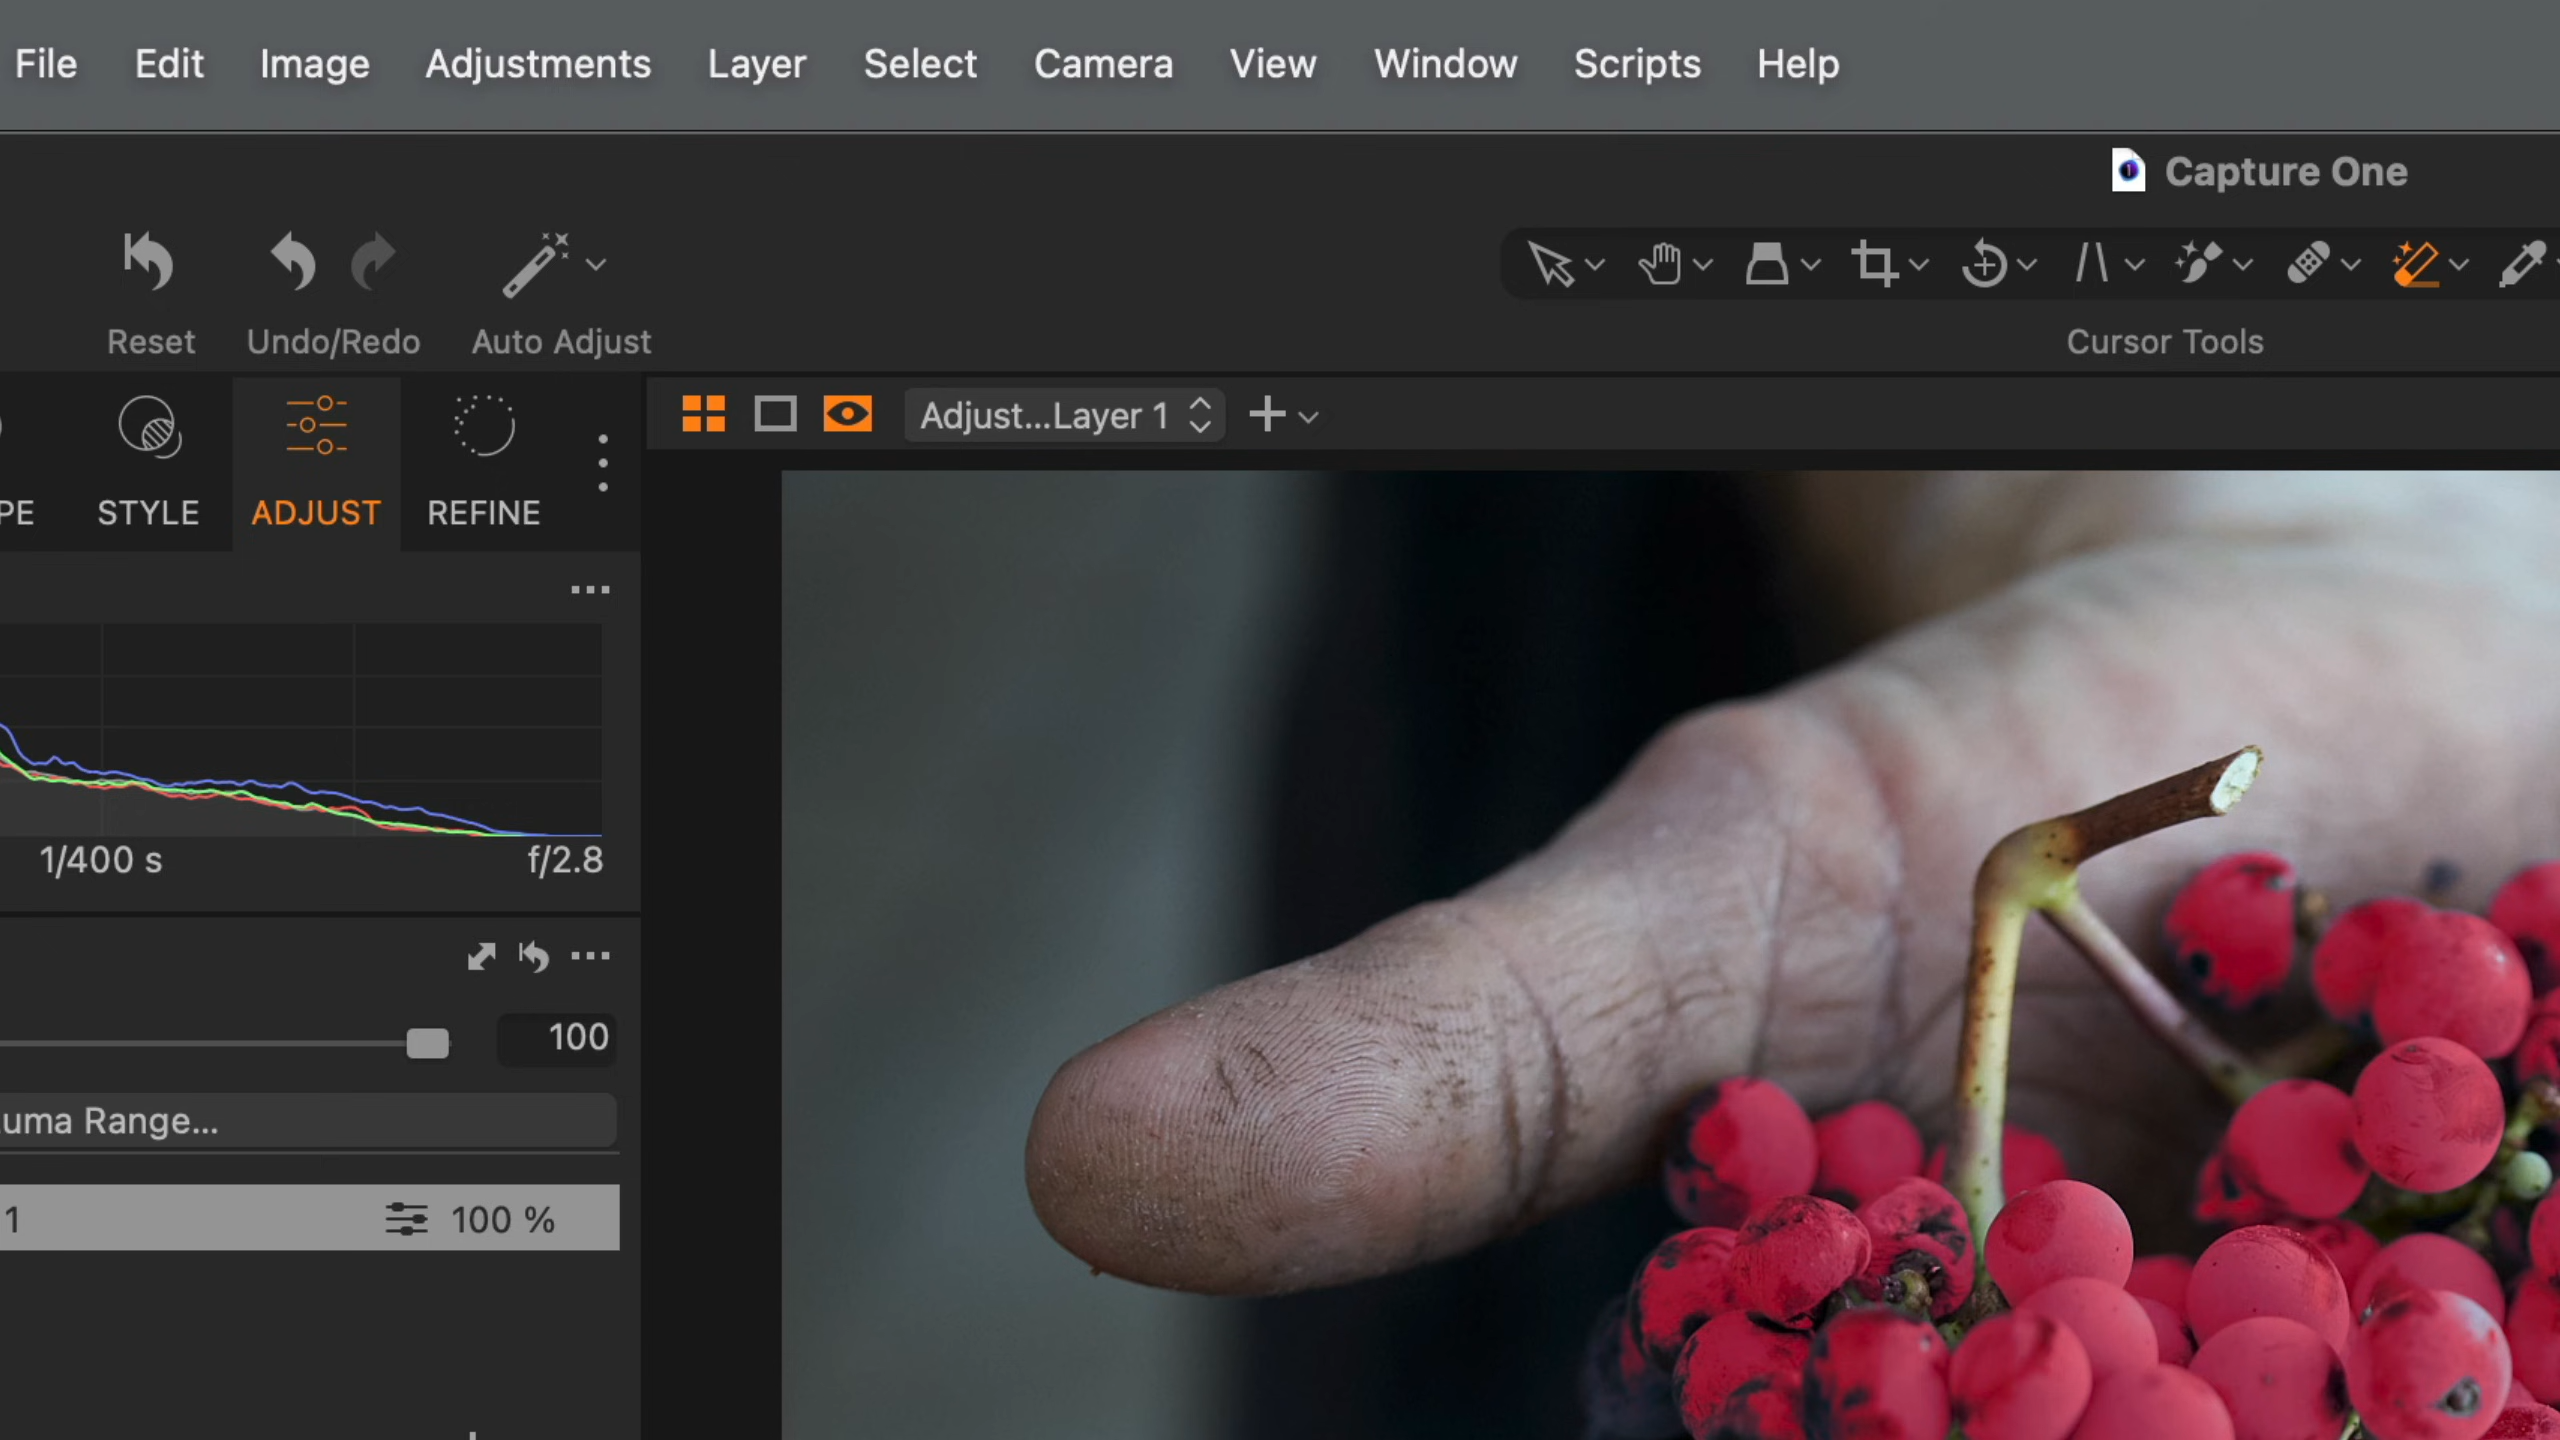 File Edit Image Adjustments Layer Select Camera View Window Scripts Help
Capture One
Reset Undo/Redo Auto Adjust Cursor Tools
PE STYLE ADJUST REFINE
Adjust...Layer 1
1/400 s f/2.8
100
uma Range...
1 100 %